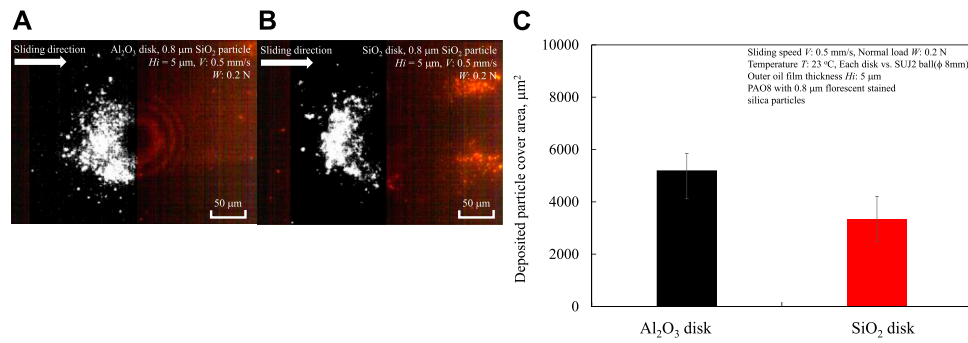 A
Sliding direction
Al₂O₃ disk, 0.8 μm SiO₂ particle
Hi = 5 μm, V: 0.5 mm/s
W: 0.2 N
50 μm
B
Sliding direction
SiO₂ disk, 0.8 μm SiO₂ particle
Hi = 5 μm, V: 0.5 mm/s
W: 0.2 N
50 μm
C
Deposited particle cover area, μm²
10000
8000
6000
4000
2000
0
Sliding speed V: 0.5 mm/s, Normal load W: 0.2 N
Temperature T: 23 °C, Each disk vs. SUJ2 ball(ϕ 8mm)
Outer oil film thickness Hi: 5 μm
PAO8 with 0.8 μm florescent stained
silica particles
Al₂O₃ disk
SiO₂ disk